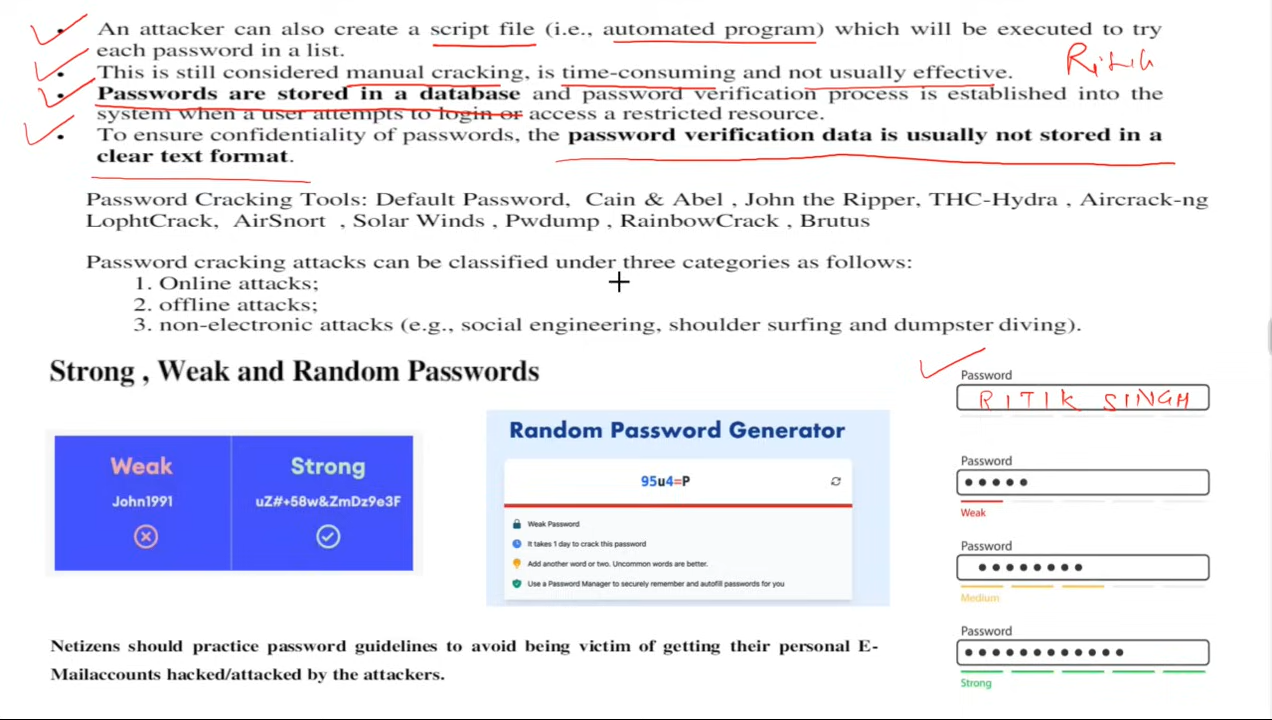 An attacker can also create a script file (i.e., automated program) which will be executed to try
each password in a list.
This is still considered manual cracking, is time-consuming and not usually effective.
Ritik
Passwords are stored in a database and password verification process is established into the
system when a user attempts to login or access a restricted resource.
To ensure confidentiality of passwords, the password verification data is usually not stored in a
clear text format.
Password Cracking Tools: Default Password, Cain & Abel , John the Ripper, THC-Hydra , Aircrack-ng
LophtCrack, AirSnort , Solar Winds , Pwdump , RainbowCrack , Brutus
Password cracking attacks can be classified under three categories as follows:
1. Online attacks;
2. offline attacks;
3. non-electronic attacks (e.g., social engineering, shoulder surfing and dumpster diving).
Strong , Weak and Random Passwords
Weak
John1991
Strong
uZ#+58w&ZmDz9e3F
Random Password Generator
95u4=P
Weak Password
It takes 1 day to crack this password
Add another word or two. Uncommon words are better.
Use a Password Manager to securely remember and autofill passwords for you
Password
RITIK SINGH
Password
Weak
Password
Medium
Password
Strong
Netizens should practice password guidelines to avoid being victim of getting their personal E-
Mailaccounts hacked/attacked by the attackers.